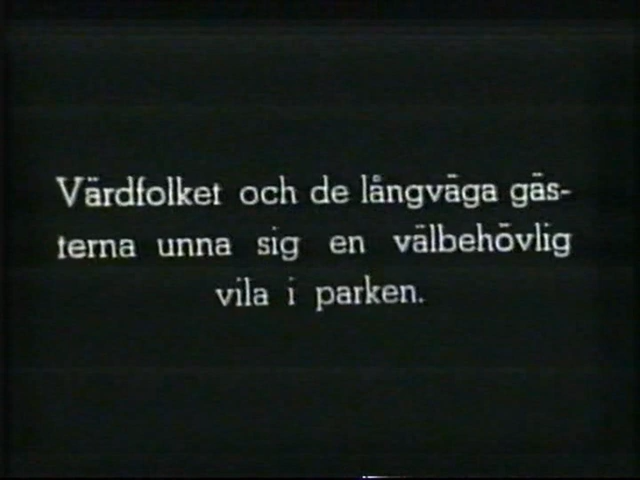 Värdfolket och de långväga gäs-
terna unna sig en välbehövlig
vila i parken.